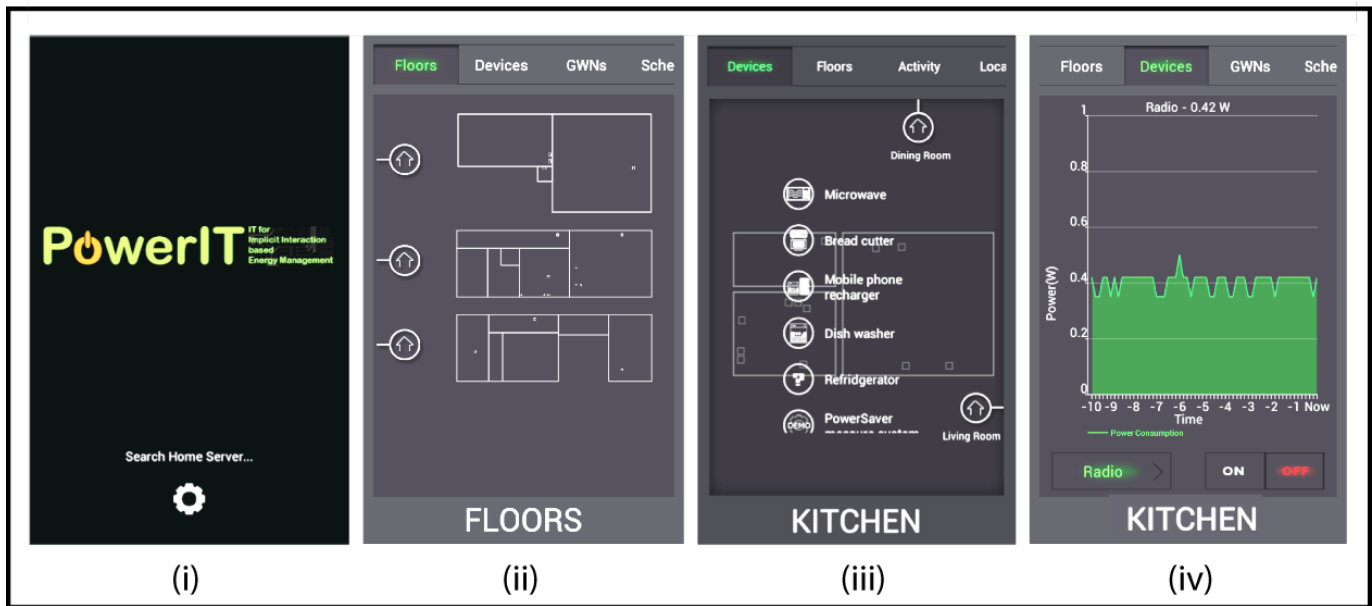 PowerIT
IT for
Implicit Interaction
based
Energy Management
Search Home Server...
(i)
Floors Devices GWNs Sche
FLOORS
(ii)
Devices Floors Activity Loca
Dining Room
Microwave
Bread cutter
Mobile phone
recharger
Dish washer
Refridgerator
DEMO
PowerSaver
measure system
Living Room
KITCHEN
(iii)
Floors Devices GWNs Sche
Radio - 0.42 W
1
0.8
0.6
0.4
0.2
0
Power(W)
-10 -9 -8 -7 -6 -5 -4 -3 -2 -1 Now
Time
Power Consumption
Radio
ON OFF
KITCHEN
(iv)